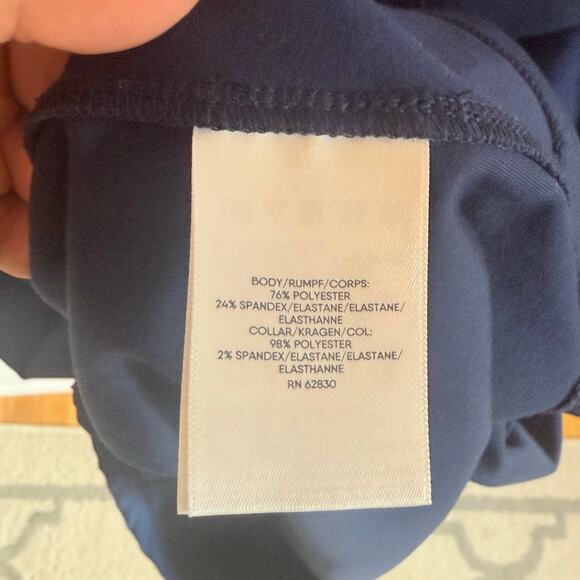 BODY/RUMPF/CORPS:
76% POLYESTER
24% SPANDEX/ELASTANE/ELASTANE/
ELASTHANNE
COLLAR/KRAGEN/COL:
98% POLYESTER
2% SPANDEX/ELASTANE/ELASTANE/
ELASTHANNE
RN 62830